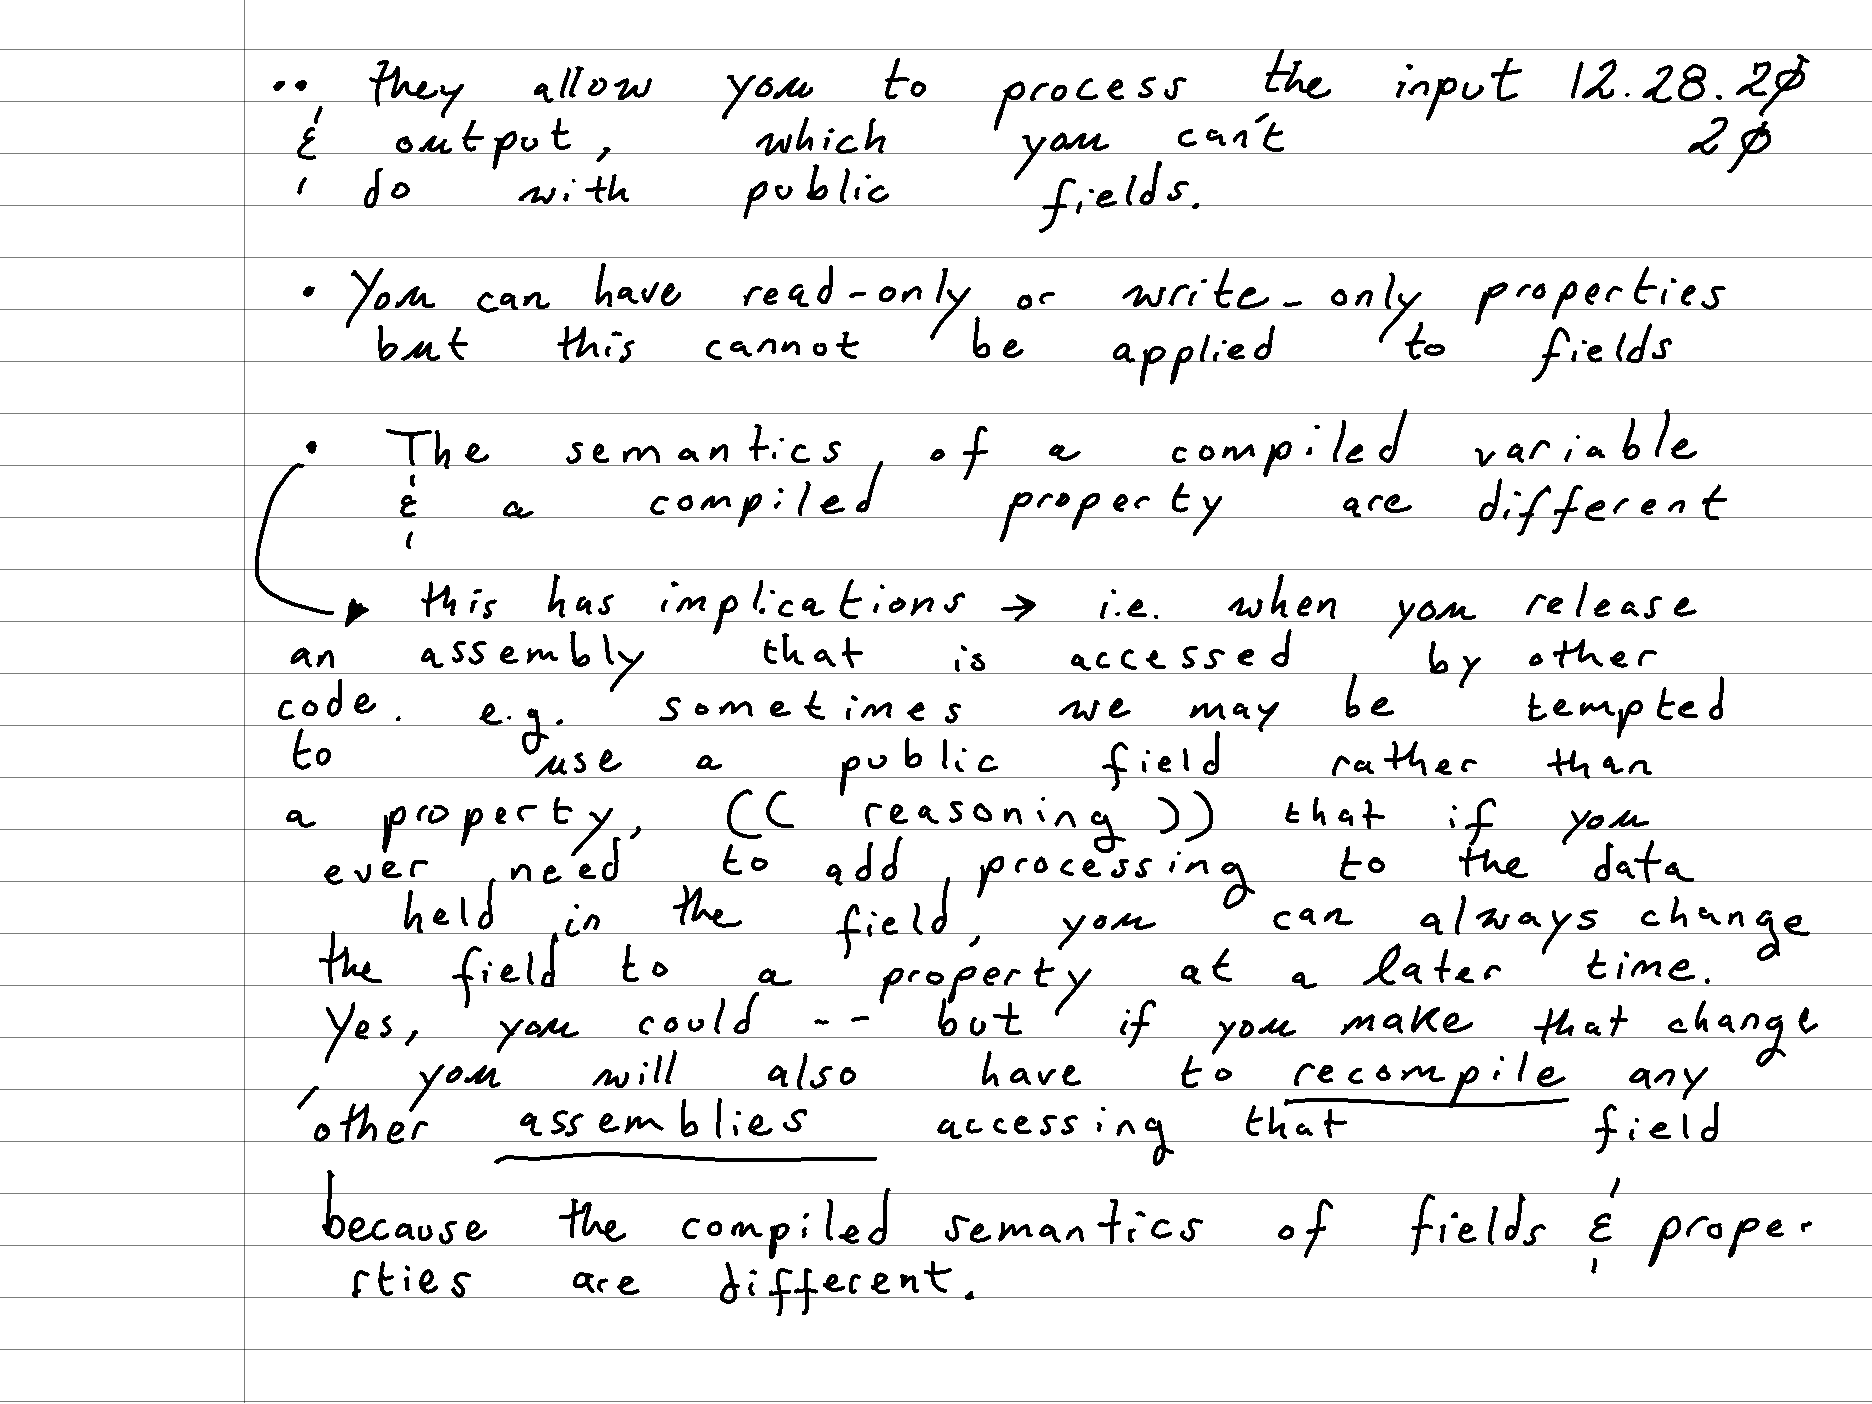 •• they allow you to process the input 12.28.2∅
& output, which you can't 2∅
do with public fields.
• You can have read-only or write-only properties
but this cannot be applied to fields
• The semantics of a compiled variable
& a compiled property are different
this has implications → i.e. when you release
an assembly that is accessed by other
code. e.g. sometimes we may be tempted
to use a public field rather than
a property, (( reasoning )) that if you
ever need to add processing to the data
held in the field, you can always change
the field to a property at a later time.
Yes, you could -- but if you make that change
, you will also have to recompile any
other assemblies accessing that field
because the compiled semantics of fields & prope-
rties are different.